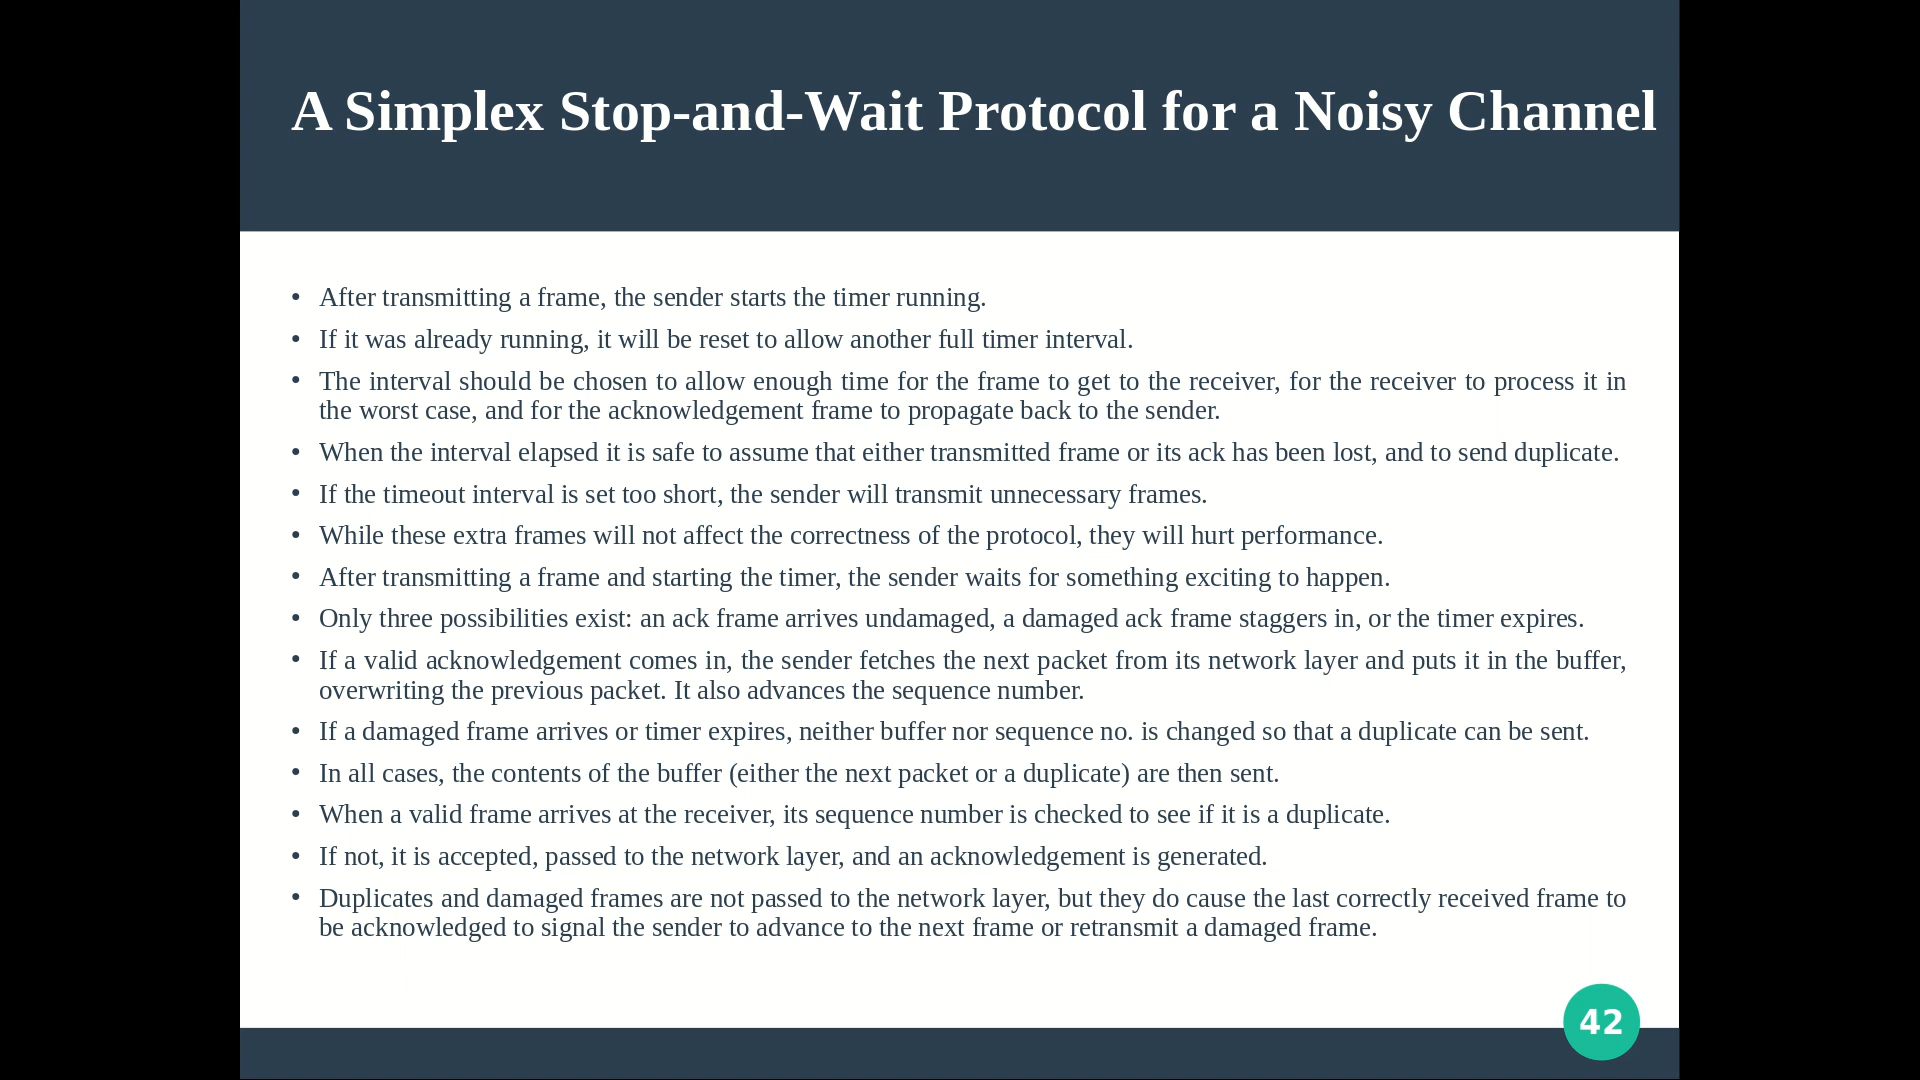 A Simplex Stop-and-Wait Protocol for a Noisy Channel
• After transmitting a frame, the sender starts the timer running.
• If it was already running, it will be reset to allow another full timer interval.
• The interval should be chosen to allow enough time for the frame to get to the receiver, for the receiver to process it in
the worst case, and for the acknowledgement frame to propagate back to the sender.
• When the interval elapsed it is safe to assume that either transmitted frame or its ack has been lost, and to send duplicate.
• If the timeout interval is set too short, the sender will transmit unnecessary frames.
• While these extra frames will not affect the correctness of the protocol, they will hurt performance.
• After transmitting a frame and starting the timer, the sender waits for something exciting to happen.
• Only three possibilities exist: an ack frame arrives undamaged, a damaged ack frame staggers in, or the timer expires.
• If a valid acknowledgement comes in, the sender fetches the next packet from its network layer and puts it in the buffer,
overwriting the previous packet. It also advances the sequence number.
• If a damaged frame arrives or timer expires, neither buffer nor sequence no. is changed so that a duplicate can be sent.
• In all cases, the contents of the buffer (either the next packet or a duplicate) are then sent.
• When a valid frame arrives at the receiver, its sequence number is checked to see if it is a duplicate.
• If not, it is accepted, passed to the network layer, and an acknowledgement is generated.
• Duplicates and damaged frames are not passed to the network layer, but they do cause the last correctly received frame to
be acknowledged to signal the sender to advance to the next frame or retransmit a damaged frame.
42